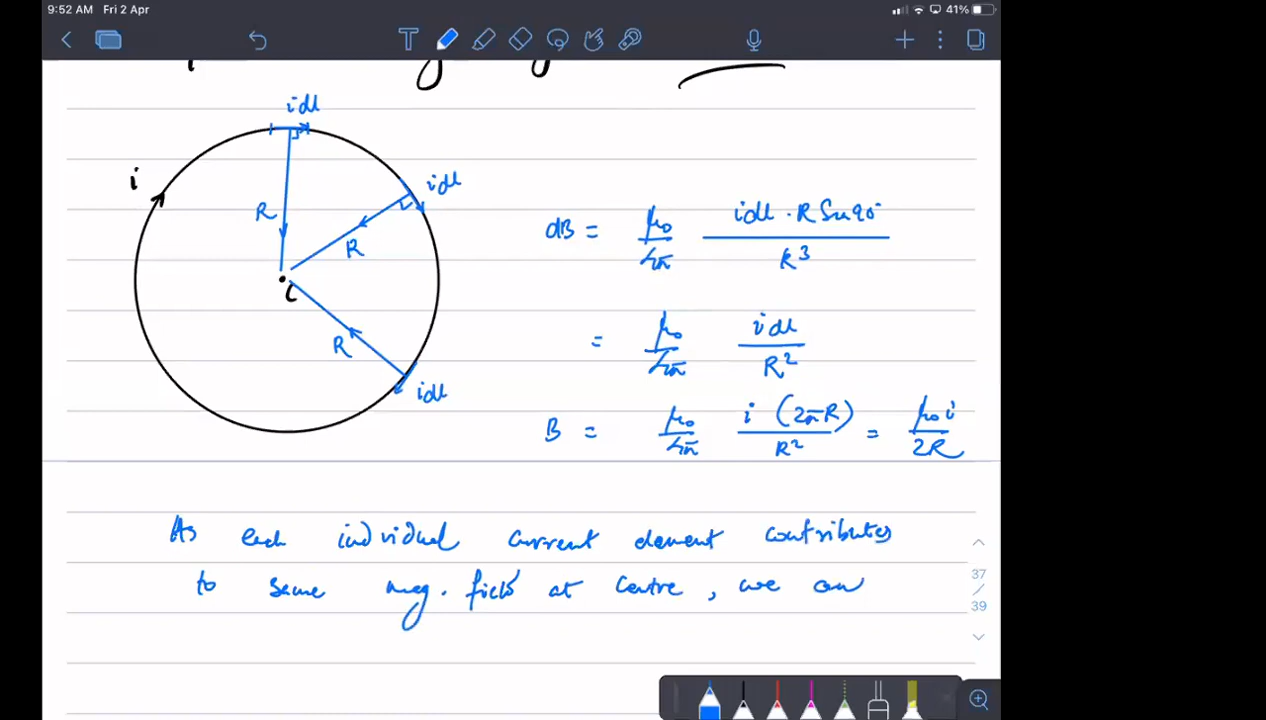 9:52 AM Fri 2 Apr
41%
T
idl
i
idl
R
R
C
R
idl
dB = μ₀/4π idl · R Sin 90° / R³
= μ₀/4π idl / R²
B = μ₀/4π i (2πR) / R² = μ₀i / 2R
As each individual current element contributes
to same mag. field at centre, we can
37
/
39